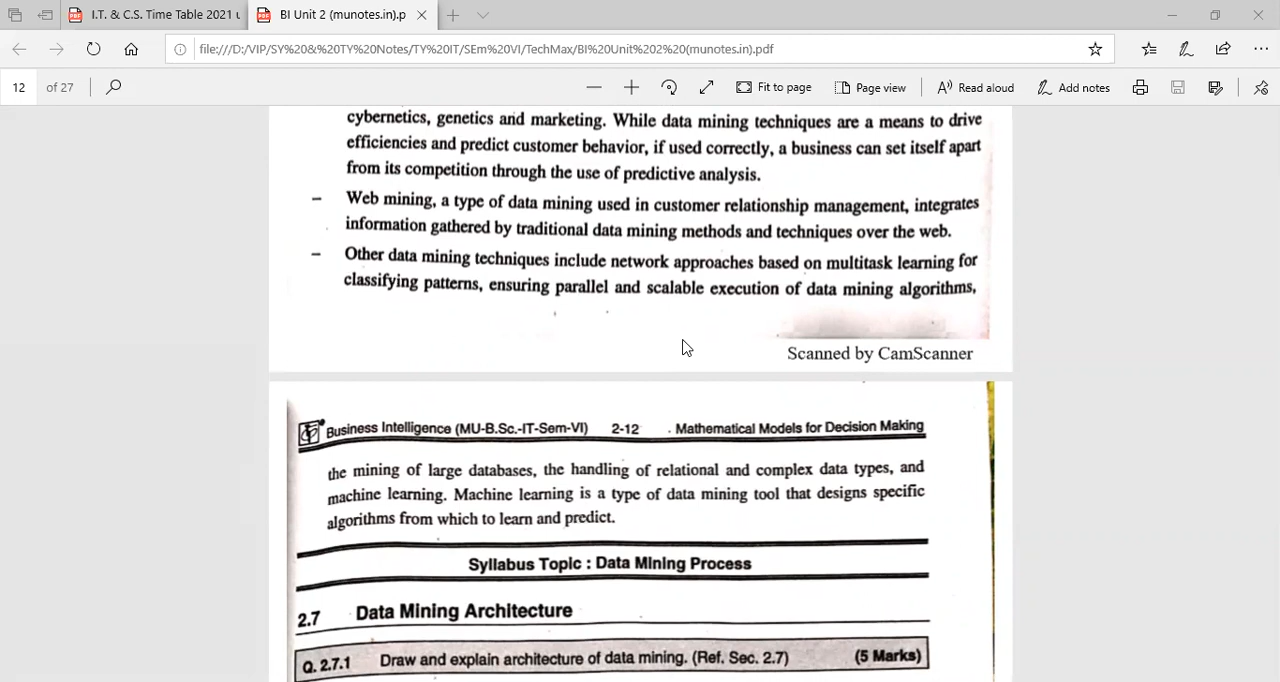 I.T. & C.S. Time Table 2021 u
BI Unit 2 (munotes.in).p
file:///D:/VIP/SY%20&%20TY%20Notes/TY%20IT/SEm%20VI/TechMax/BI%20Unit%202%20(munotes.in).pdf
12 of 27 Fit to page Page view Read aloud Add notes
cybernetics, genetics and marketing. While data mining techniques are a means to drive
efficiencies and predict customer behavior, if used correctly, a business can set itself apart
from its competition through the use of predictive analysis.
– Web mining, a type of data mining used in customer relationship management, integrates
information gathered by traditional data mining methods and techniques over the web.
– Other data mining techniques include network approaches based on multitask learning for
classifying patterns, ensuring parallel and scalable execution of data mining algorithms,
Scanned by CamScanner
Business Intelligence (MU-B.Sc.-IT-Sem-VI) 2-12 Mathematical Models for Decision Making
the mining of large databases, the handling of relational and complex data types, and
machine learning. Machine learning is a type of data mining tool that designs specific
algorithms from which to learn and predict.
Syllabus Topic : Data Mining Process
2.7 Data Mining Architecture
Q. 2.7.1 Draw and explain architecture of data mining. (Ref. Sec. 2.7) (5 Marks)